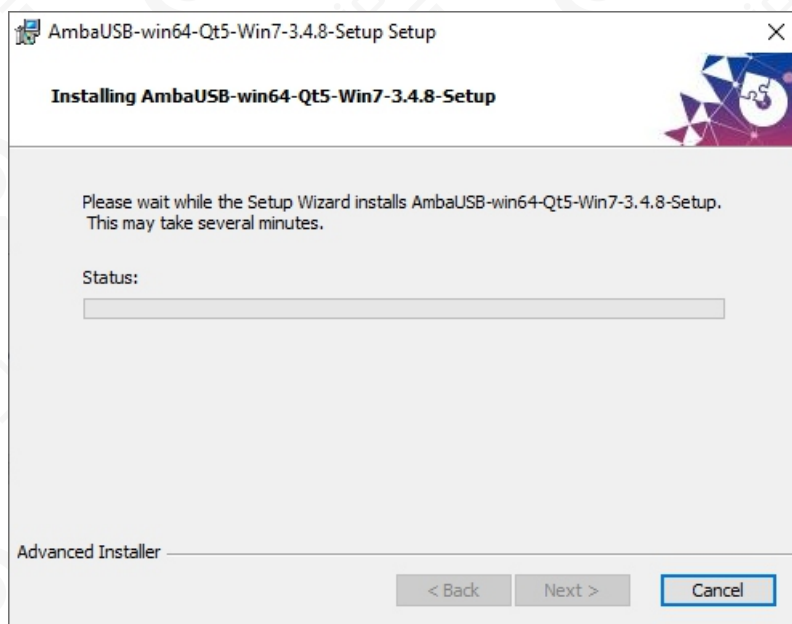 AmbaUSB-win64-Qt5-Win7-3.4.8-Setup Setup
Installing AmbaUSB-win64-Qt5-Win7-3.4.8-Setup
Please wait while the Setup Wizard installs AmbaUSB-win64-Qt5-Win7-3.4.8-Setup.
This may take several minutes.
Status:
Advanced Installer
< Back
Next >
Cancel